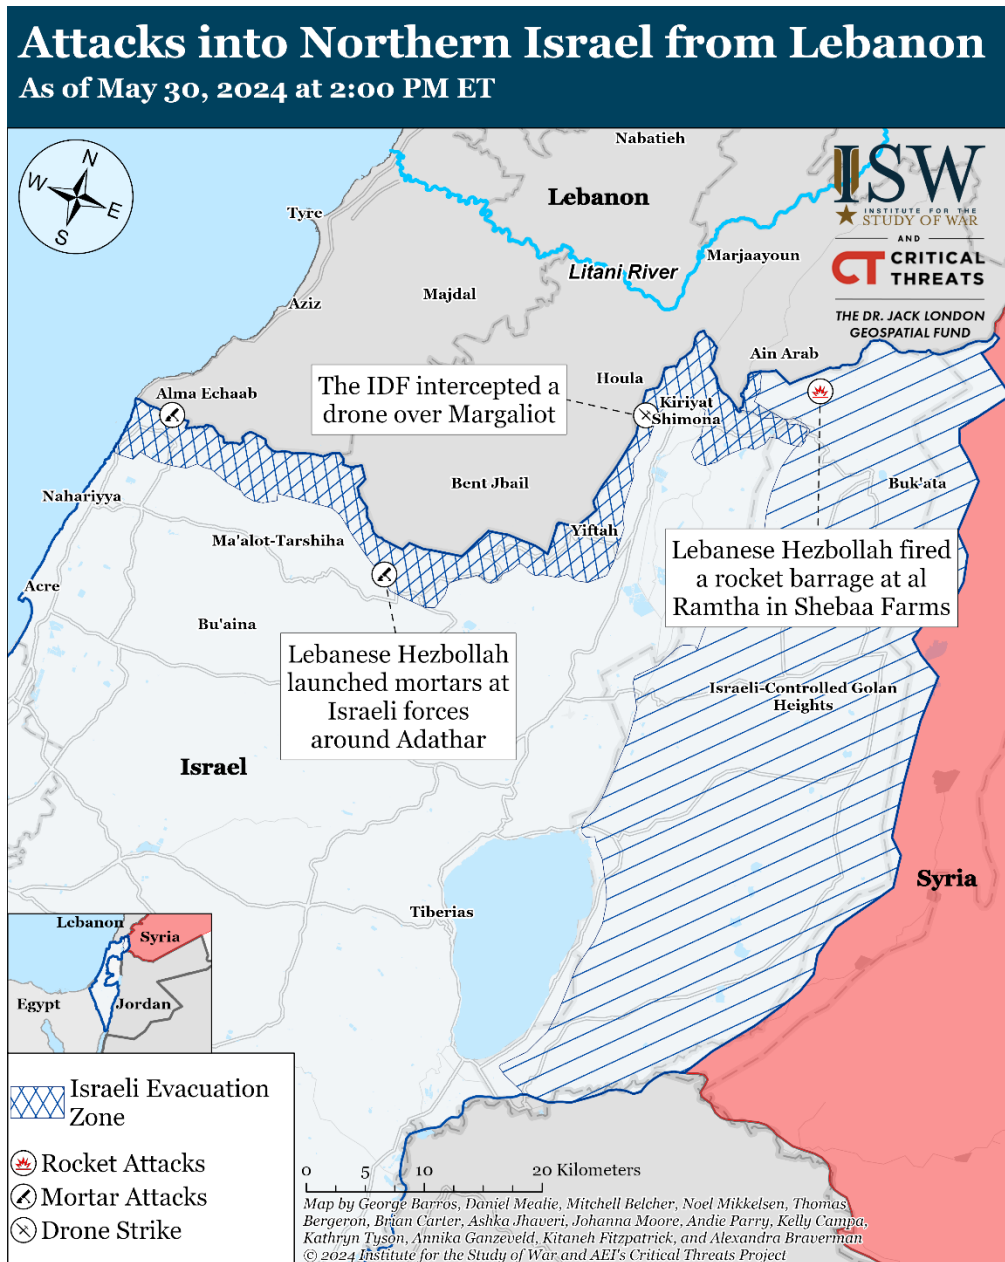 Attacks into Northern Israel from Lebanon
As of May 30, 2024 at 2:00 PM ET
N
W
E
S
Nabatieh
Lebanon
ISW
INSTITUTE FOR THE
STUDY OF WAR
AND
CT CRITICAL
THREATS
THE DR. JACK LONDON
GEOSPATIAL FUND
Tyre
Litani River
Marjaayoun
Aziz
Majdal
Ain Arab
Houla
Alma Echaab
The IDF intercepted a
drone over Margaliot
Kiriyat
Shimona
Bent Jbail
Buk'ata
Nahariyya
Yiftah
Ma'alot-Tarshiha
Lebanese Hezbollah fired
a rocket barrage at al
Ramtha in Shebaa Farms
Acre
Bu'aina
Lebanese Hezbollah
launched mortars at
Israeli forces
around Adathar
Israeli-Controlled Golan
Heights
Israel
Syria
Tiberias
Lebanon
Syria
Egypt
Jordan
Israeli Evacuation
Zone
Rocket Attacks
Mortar Attacks
Drone Strike
0 5 10 20 Kilometers
Map by George Barros, Daniel Mealie, Mitchell Belcher, Noel Mikkelsen, Thomas
Bergeron, Brian Carter, Ashka Jhaveri, Johanna Moore, Andie Parry, Kelly Campa,
Kathryn Tyson, Annika Ganzeveld, Kitaneh Fitzpatrick, and Alexandra Braverman
© 2024 Institute for the Study of War and AEI's Critical Threats Project